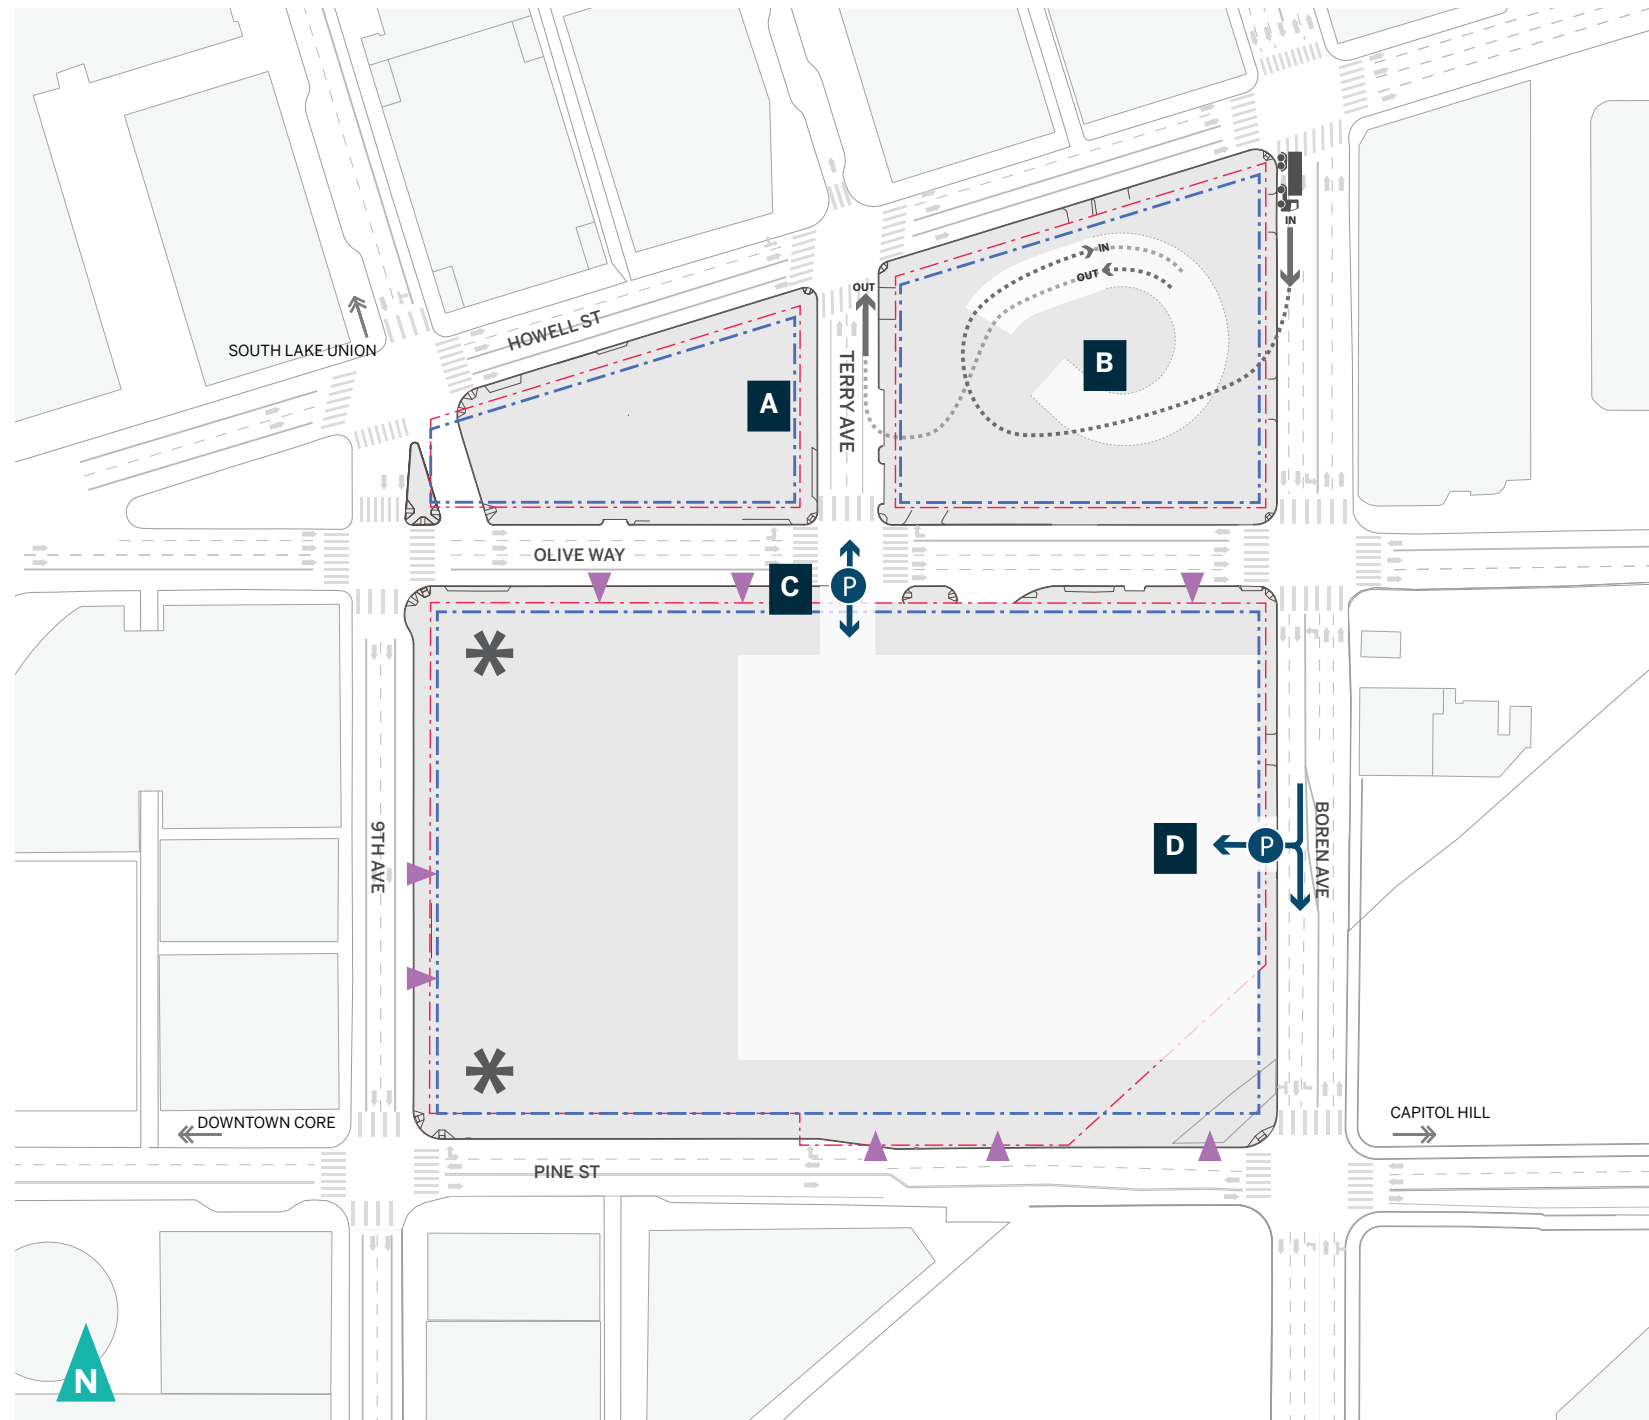 IN
IN
OUT
OUT
HOWELL ST
SOUTH LAKE UNION
TERRY AVE
B
A
OLIVE WAY
C
P
D
P
BOREN AVE
9TH AVE
DOWNTOWN CORE
CAPITOL HILL
PINE ST
N